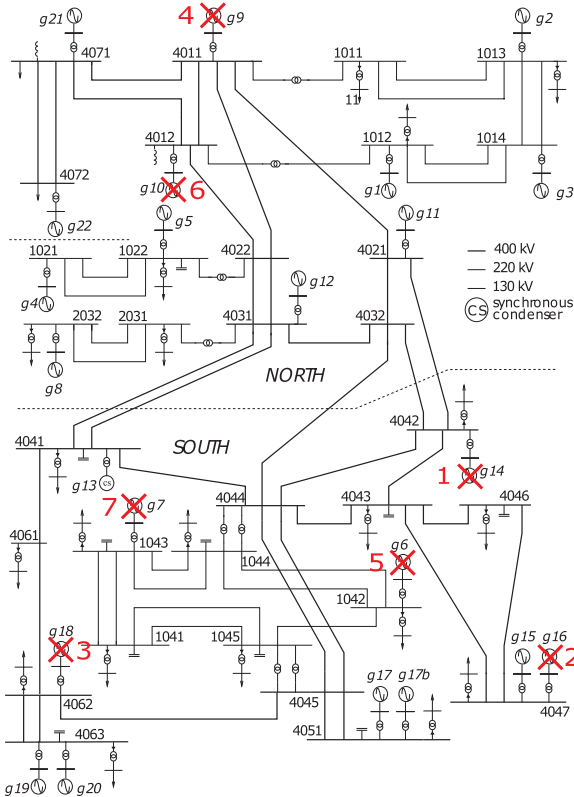 g21
4
g9
g2
4071
4011
1011
1013
11
4012
1012
1014
g10
6
g1
g3
4072
g5
g11
g22
1021
1022
4022
4021
400 kV
220 kV
130 kV
CS synchronous
condenser
g4
g12
2032
2031
4031
4032
g8
NORTH
4042
SOUTH
4041
g13
CS
1
g14
7
g7
4044
4043
4046
4061
1043
1044
5
g6
1042
g18
3
1041
1045
g15
g16
2
g17
g17b
4062
4045
4047
4063
4051
g19
g20